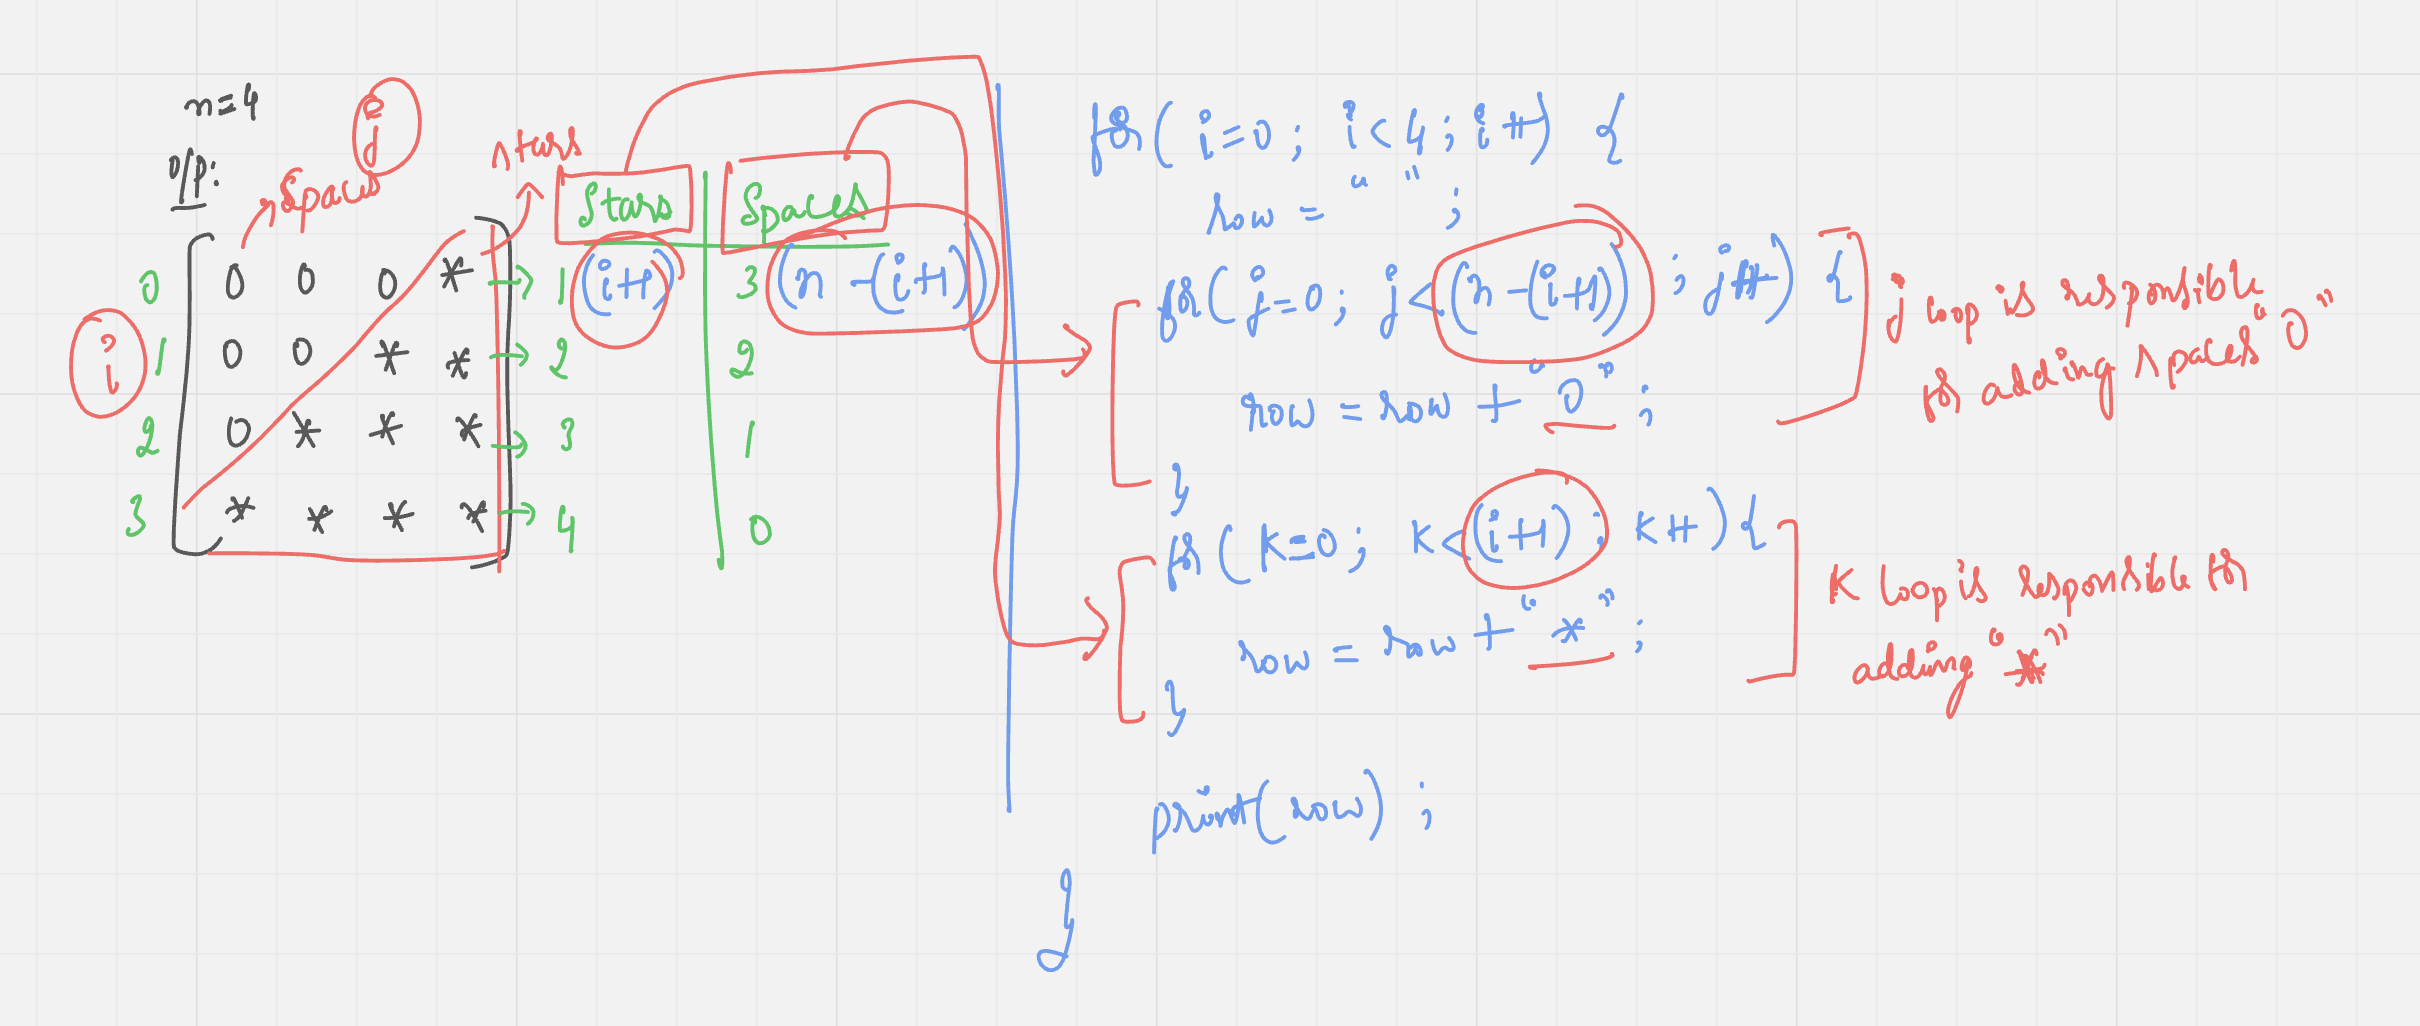 n=4
O/P:
spaces
j
stars
Stars Spaces
0 0 0 0 * → 1 (i+1) 3 (n-(i+1))
i
1 0 0 * * → 2 2
2 0 * * * → 3 1
3 * * * * → 4 0
for(i=0; i<4; i++) {
row = " ";
for(j=0; j<(n-(i+1)); j++) {
row = row + "0";
}
for(k=0; k<(i+1); k++){
row = row + "*";
}
print(row);
}
j loop is responsible
for adding spaces "0"
K loop is responsible for
adding "*"